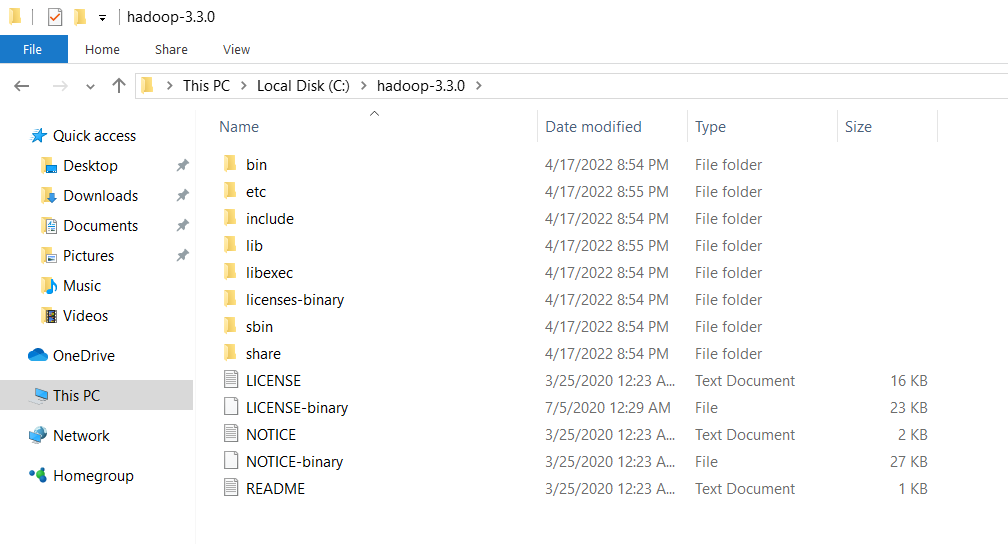 hadoop-3.3.0
File Home Share View
This PC Local Disk (C:) hadoop-3.3.0
Name Date modified Type Size
Quick access
Desktop
Downloads
Documents
Pictures
Music
Videos
OneDrive
This PC
Network
Homegroup
bin 4/17/2022 8:54 PM File folder
etc 4/17/2022 8:55 PM File folder
include 4/17/2022 8:54 PM File folder
lib 4/17/2022 8:55 PM File folder
libexec 4/17/2022 8:54 PM File folder
licenses-binary 4/17/2022 8:54 PM File folder
sbin 4/17/2022 8:54 PM File folder
share 4/17/2022 8:54 PM File folder
LICENSE 3/25/2020 12:23 A... Text Document 16 KB
LICENSE-binary 7/5/2020 12:29 AM File 23 KB
NOTICE 3/25/2020 12:23 A... Text Document 2 KB
NOTICE-binary 3/25/2020 12:23 A... File 27 KB
README 3/25/2020 12:23 A... Text Document 1 KB